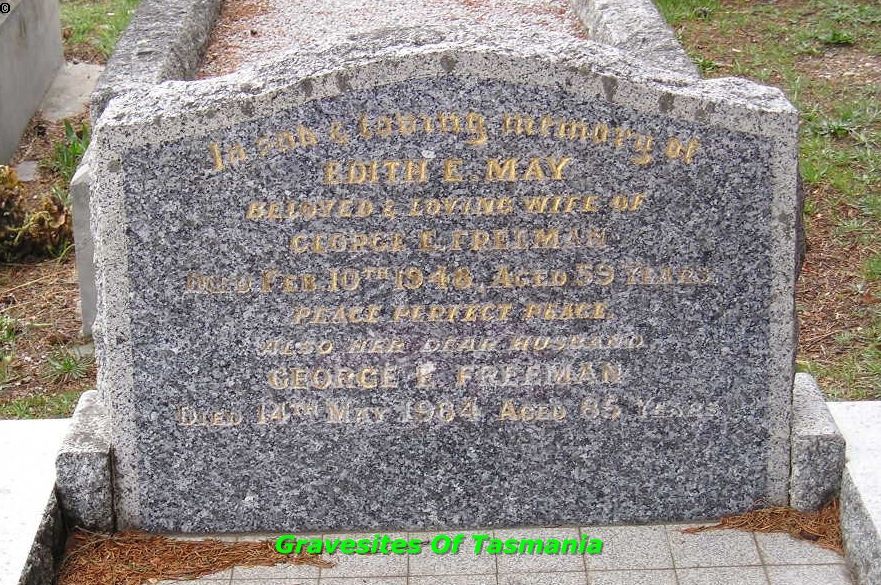 ©
In sad & loving memory of
EDITH E. MAY
BELOVED & LOVING WIFE OF
GEORGE E. FREEMAN
DIED FEB. 10TH 1948, AGED 59 YEARS
PEACE PERFECT PEACE.
ALSO HER DEAR HUSBAND
GEORGE E. FREEMAN
DIED 14TH MAY 1984 AGED 85 YEARS
Gravesites Of Tasmania